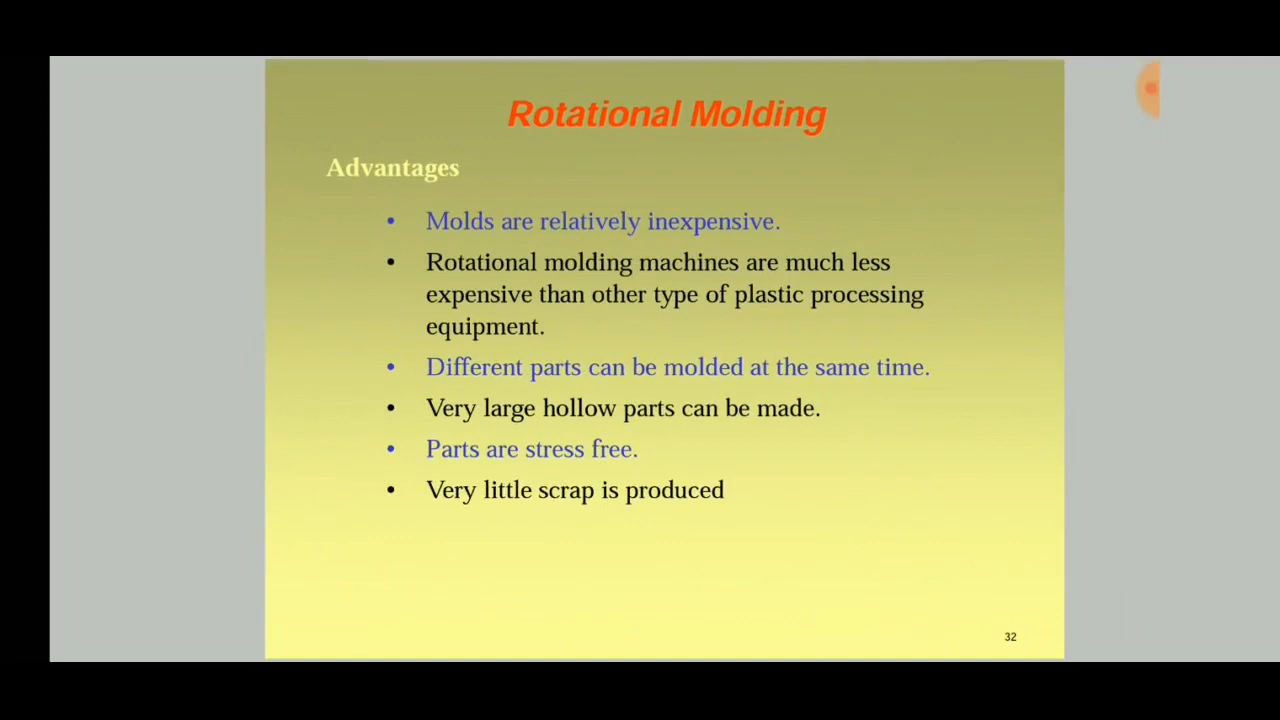 Rotational Molding
Advantages
• Molds are relatively inexpensive.
• Rotational molding machines are much less
expensive than other type of plastic processing
equipment.
• Different parts can be molded at the same time.
• Very large hollow parts can be made.
• Parts are stress free.
• Very little scrap is produced
32